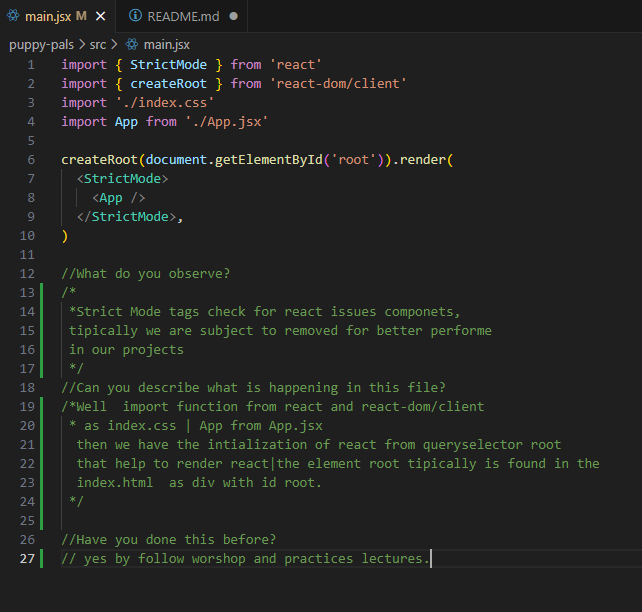 main.jsx M ✕ README.md ●
puppy-pals > src > main.jsx
1 import { StrictMode } from 'react'
2 import { createRoot } from 'react-dom/client'
3 import './index.css'
4 import App from './App.jsx'
5
6 createRoot(document.getElementById('root')).render(
7 <StrictMode>
8 <App />
9 </StrictMode>,
10 )
11
12 //What do you observe?
13 /*
14 *Strict Mode tags check for react issues componets,
15 tipically we are subject to removed for better performe
16 in our projects
17 */
18 //Can you describe what is happening in this file?
19 /*Well  import function from react and react-dom/client
20 * as index.css | App from App.jsx
21 then we have the intialization of react from queryselector root
22 that help to render react|the element root tipically is found in the
23 index.html  as div with id root.
24 */
25
26 //Have you done this before?
27 // yes by follow worshop and practices lectures.